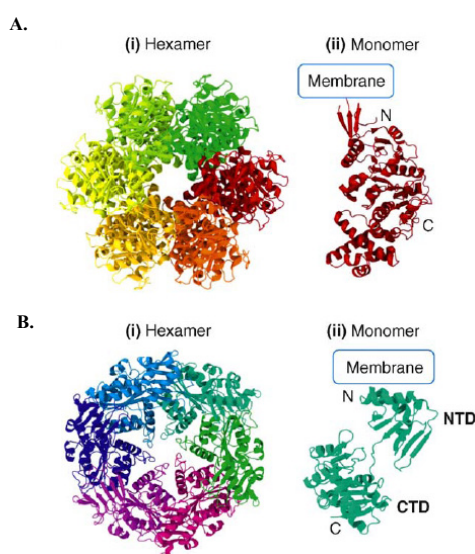 A.
(i) Hexamer (ii) Monomer
Membrane
N
C
B.
(i) Hexamer (ii) Monomer
Membrane
N
NTD
CTD
C